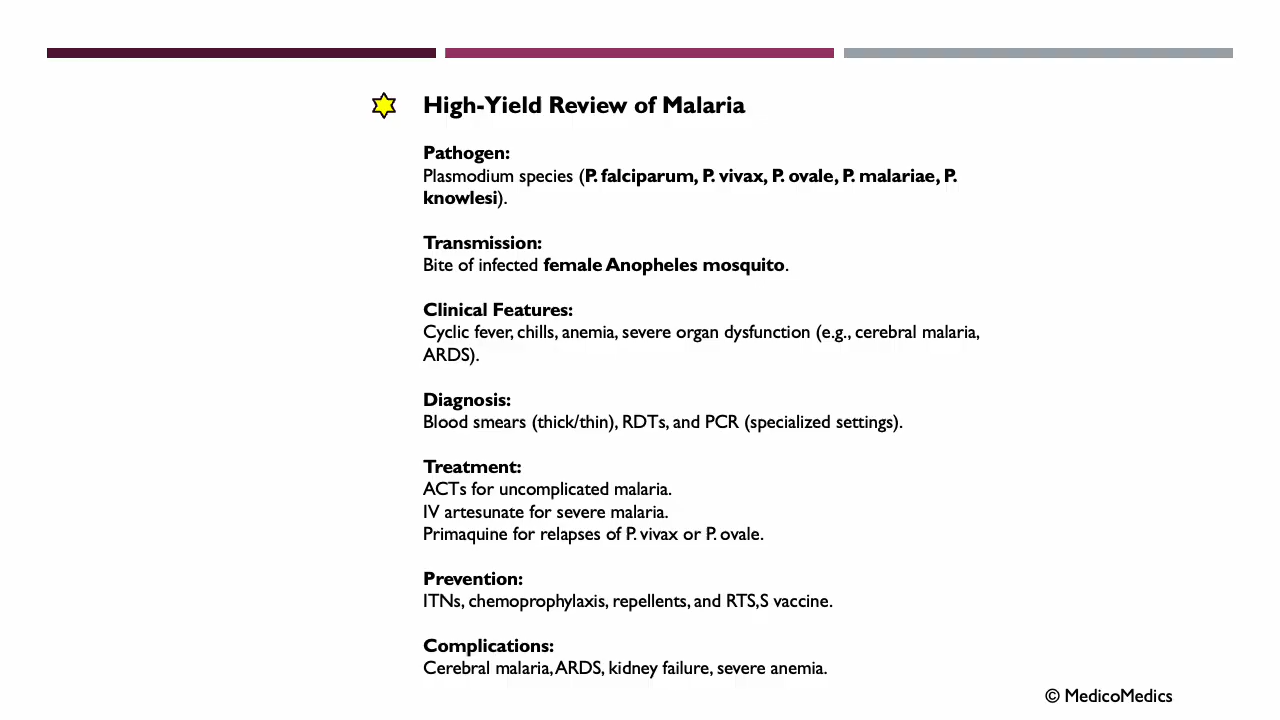 High-Yield Review of Malaria
Pathogen:
Plasmodium species (P. falciparum, P. vivax, P. ovale, P. malariae, P.
knowlesi).
Transmission:
Bite of infected female Anopheles mosquito.
Clinical Features:
Cyclic fever, chills, anemia, severe organ dysfunction (e.g., cerebral malaria,
ARDS).
Diagnosis:
Blood smears (thick/thin), RDTs, and PCR (specialized settings).
Treatment:
ACTs for uncomplicated malaria.
IV artesunate for severe malaria.
Primaquine for relapses of P. vivax or P. ovale.
Prevention:
ITNs, chemoprophylaxis, repellents, and RTS,S vaccine.
Complications:
Cerebral malaria, ARDS, kidney failure, severe anemia.
© MedicoMedics